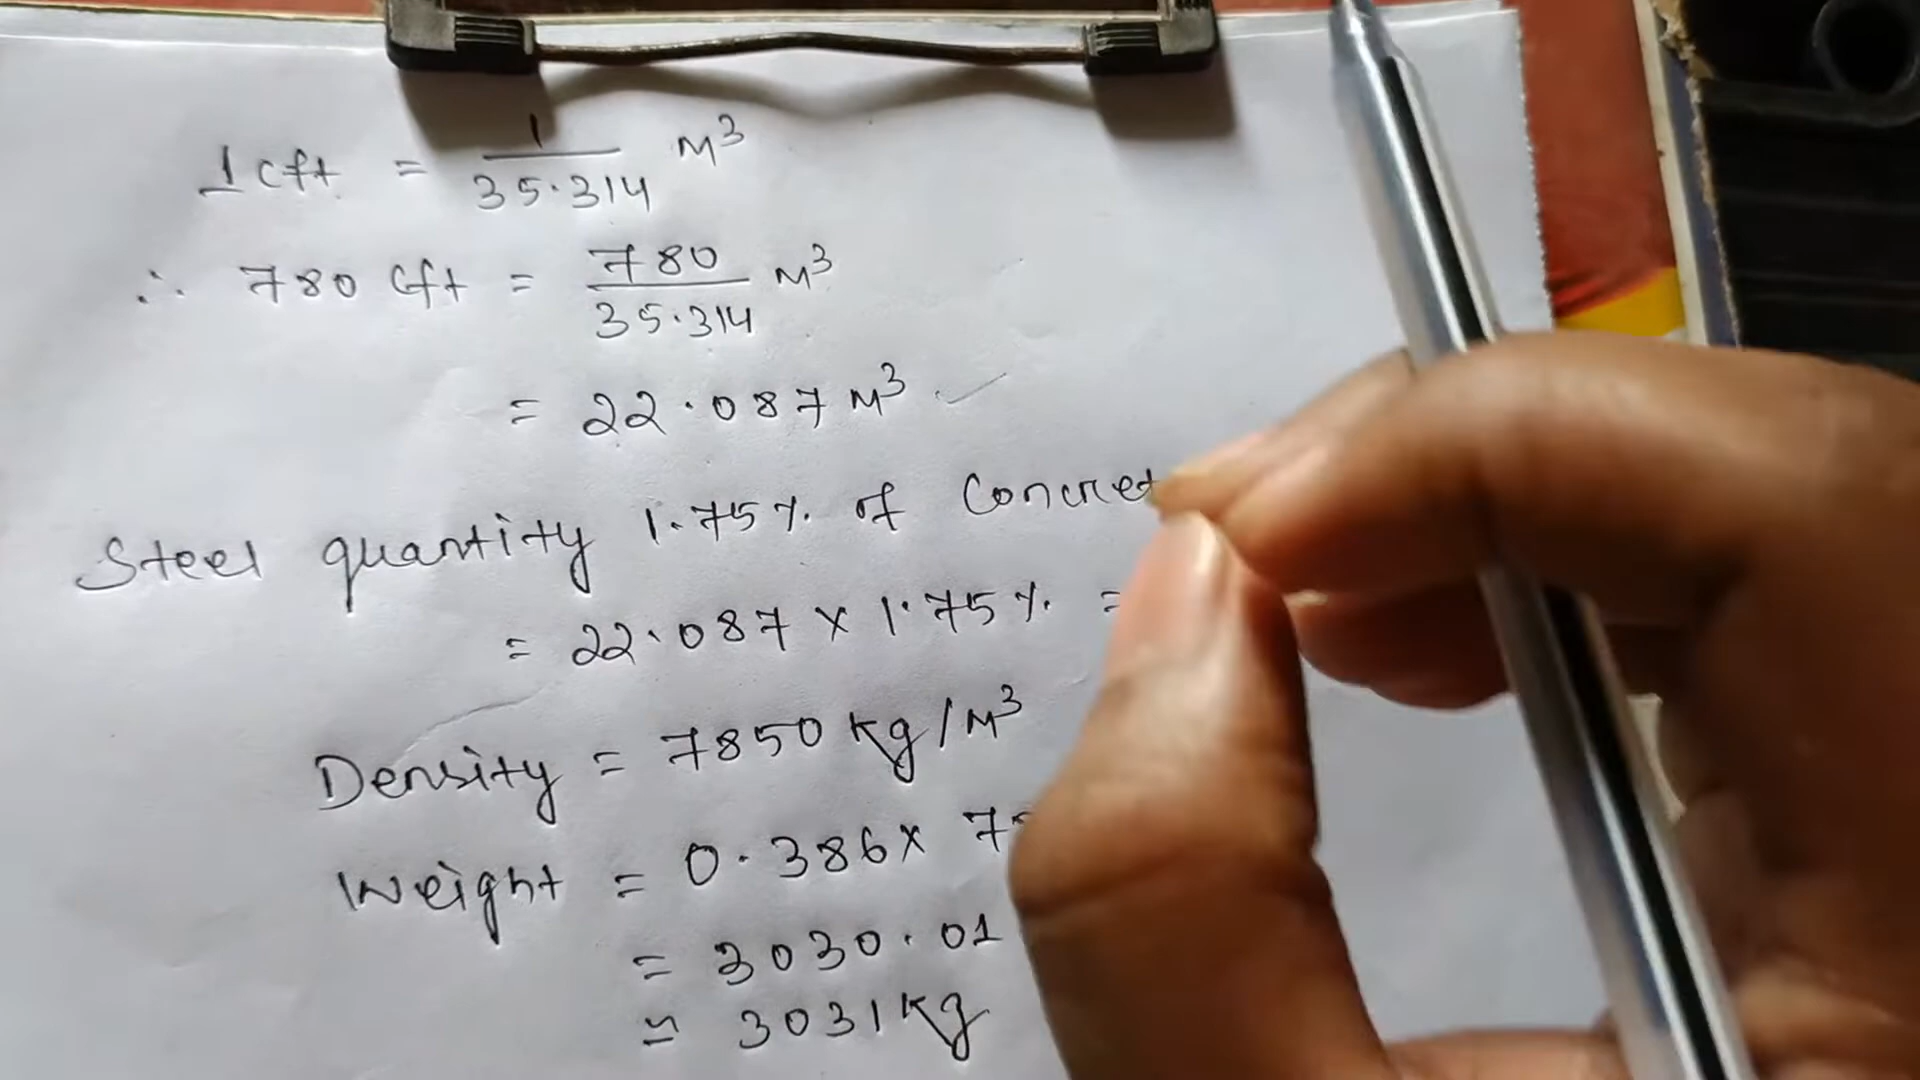 1 cft = 1/35.314 M³
∴ 780 cft = 780/35.314 M³
= 22.087 M³
Steel quantity 1.75% of Concret
= 22.087 × 1.75% =
Density = 7850 kg/M³
Weight = 0.386 × 7
= 3030.01
≈ 3031 kg